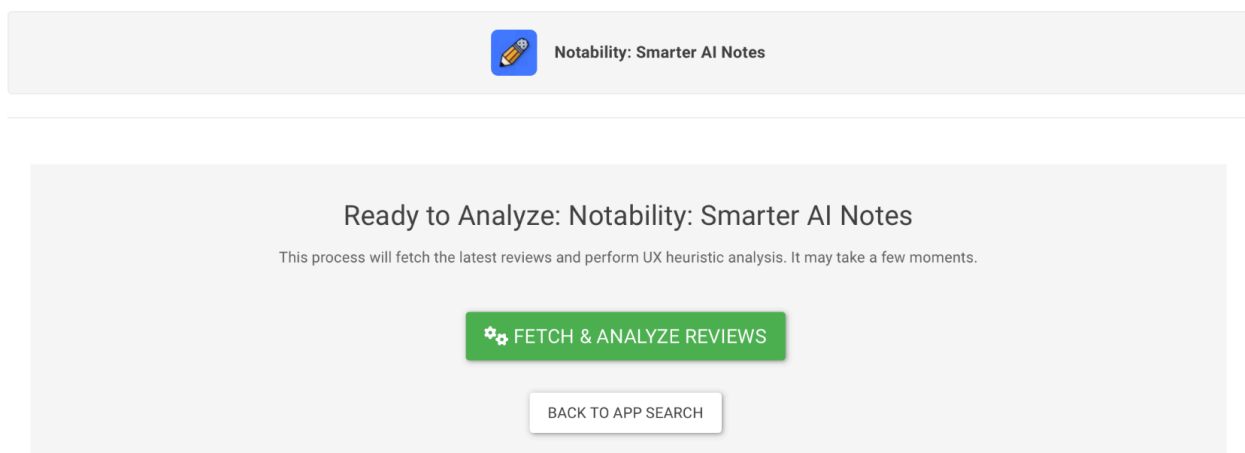 Notability: Smarter AI Notes
Ready to Analyze: Notability: Smarter AI Notes
This process will fetch the latest reviews and perform UX heuristic analysis. It may take a few moments.
FETCH & ANALYZE REVIEWS
BACK TO APP SEARCH